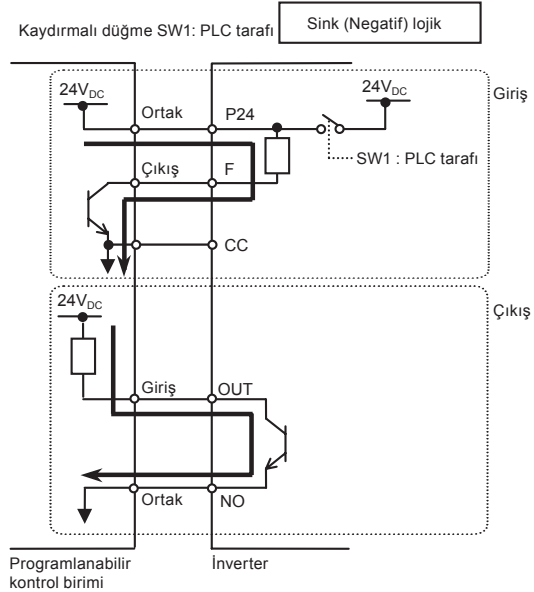 Kaydırmalı düğme SW1: PLC tarafı
Sink (Negatif) lojik
24VDC
24VDC
Giriş
Ortak
P24
SW1 : PLC tarafı
Çıkış
F
CC
24VDC
Çıkış
Giriş
OUT
Ortak
NO
Programlanabilir
kontrol birimi
İnverter